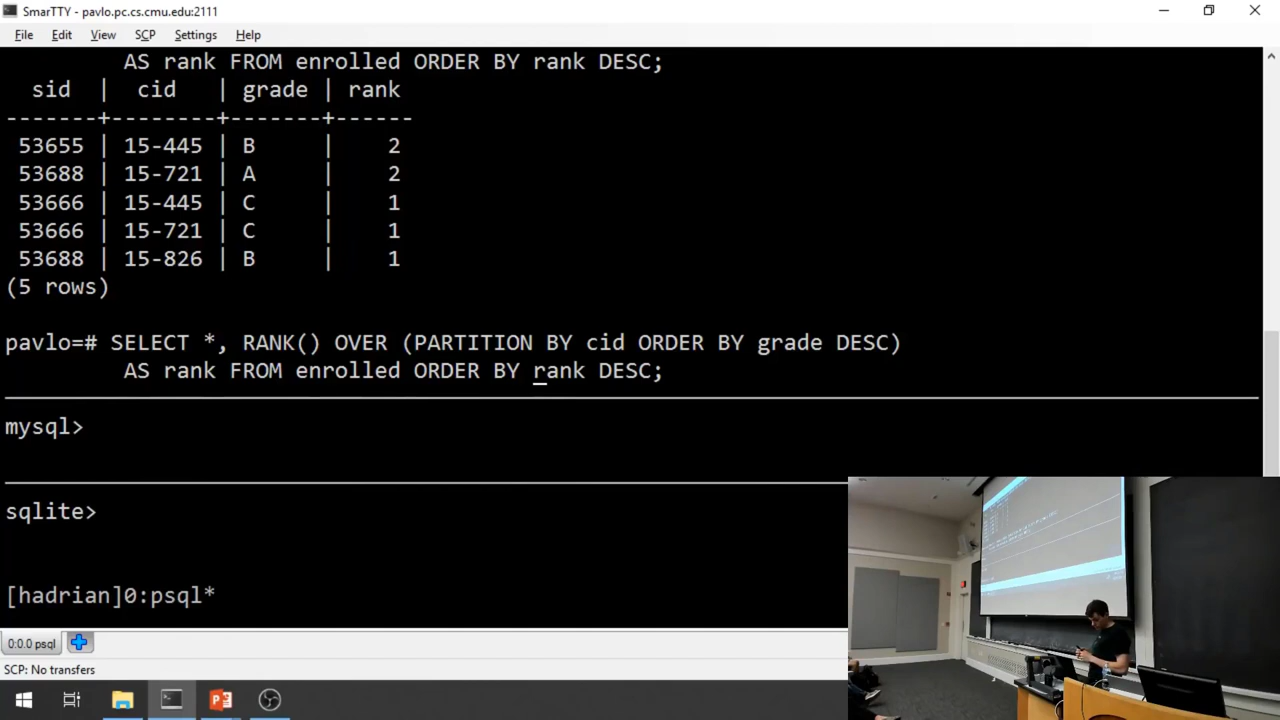 SmarTTY - pavlo.pc.cs.cmu.edu:2111
File Edit View SCP Settings Help
AS rank FROM enrolled ORDER BY rank DESC;
sid | cid | grade | rank
-------+--------+-------+------
53655 | 15-445 | B | 2
53688 | 15-721 | A | 2
53666 | 15-445 | C | 1
53666 | 15-721 | C | 1
53688 | 15-826 | B | 1
(5 rows)
pavlo=# SELECT *, RANK() OVER (PARTITION BY cid ORDER BY grade DESC)
AS rank FROM enrolled ORDER BY rank DESC;
mysql>
sqlite>
[hadrian]0:psql*
0:0.0 psql
SCP: No transfers